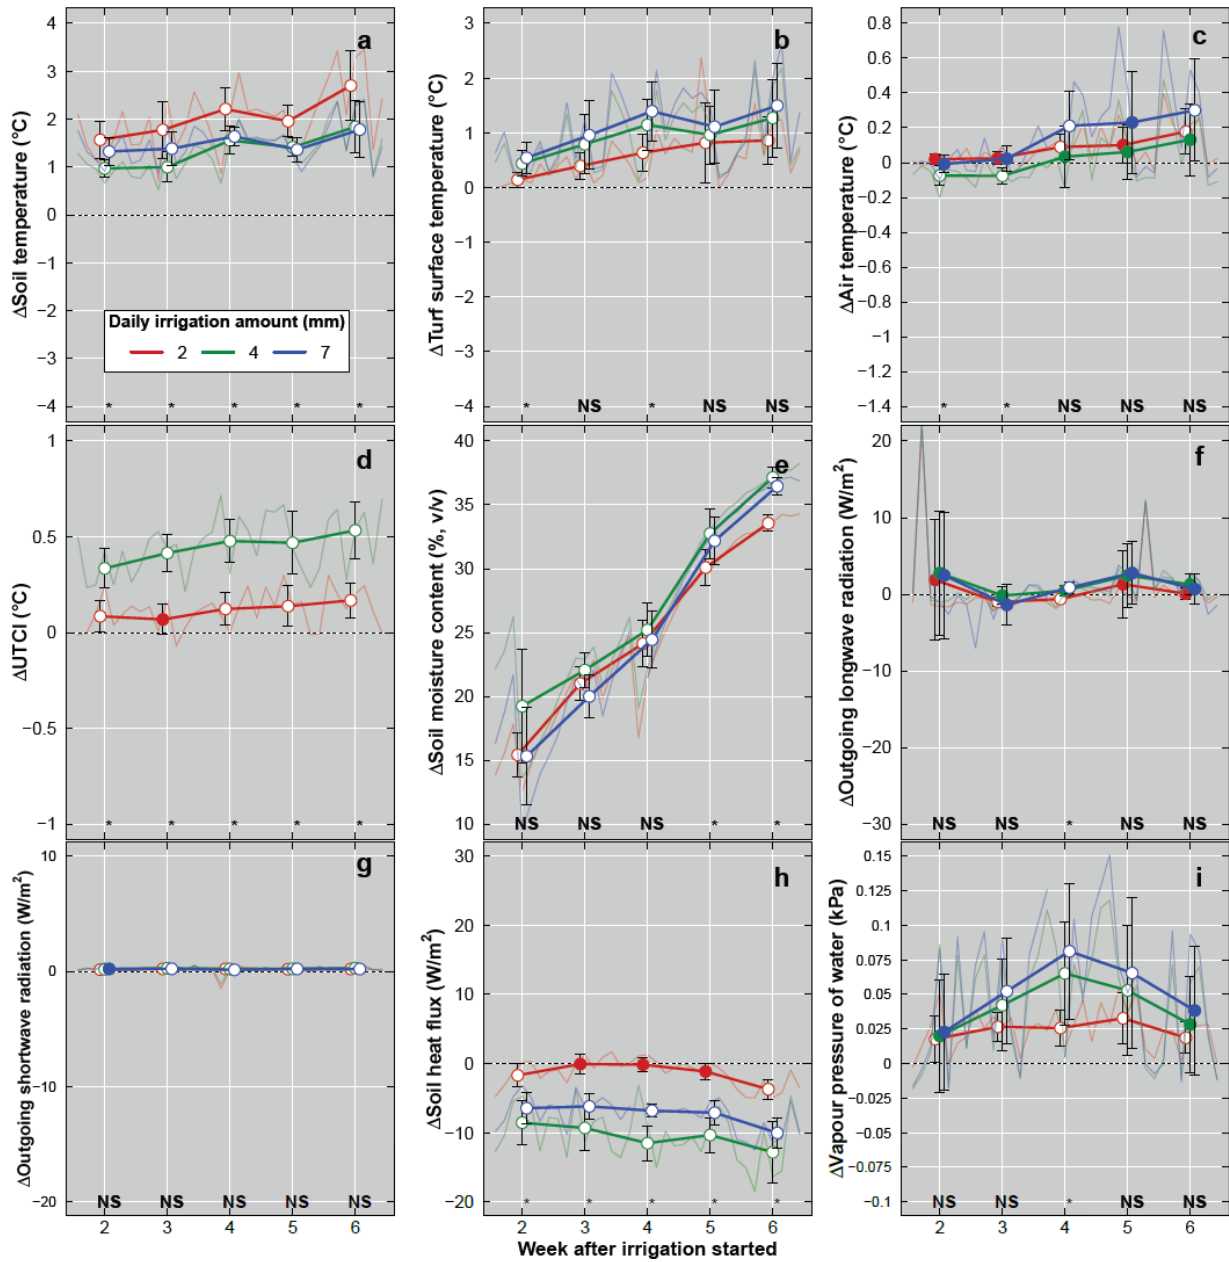 a
ΔSoil temperature (°C)
4
3
2
1
0
−1
−2
−3
−4
Daily irrigation amount (mm)
2 4 7
* * * * *
b
ΔTurf surface temperature (°C)
3
2
1
0
−1
−2
−3
−4
* NS * NS NS
c
ΔAir temperature (°C)
0.8
0.6
0.4
0.2
0
−0.2
−0.4
−0.6
−0.8
−1
−1.2
−1.4
* * NS NS NS
d
ΔUTCI (°C)
1
0.5
0
−0.5
−1
* * * * *
e
ΔSoil moisture content (%, v/v)
40
35
30
25
20
15
10
NS NS NS * *
f
ΔOutgoing longwave radiation (W/m²)
20
10
0
−10
−20
−30
NS NS * NS NS
g
ΔOutgoing shortwave radiation (W/m²)
10
0
−10
−20
NS NS NS NS NS
2 3 4 5 6
h
ΔSoil heat flux (W/m²)
30
20
10
0
−10
−20
* * * * *
2 3 4 5 6
i
ΔVapour pressure of water (kPa)
0.15
0.125
0.1
0.075
0.05
0.025
0
−0.025
−0.05
−0.075
−0.1
NS NS * NS NS
2 3 4 5 6
Week after irrigation started